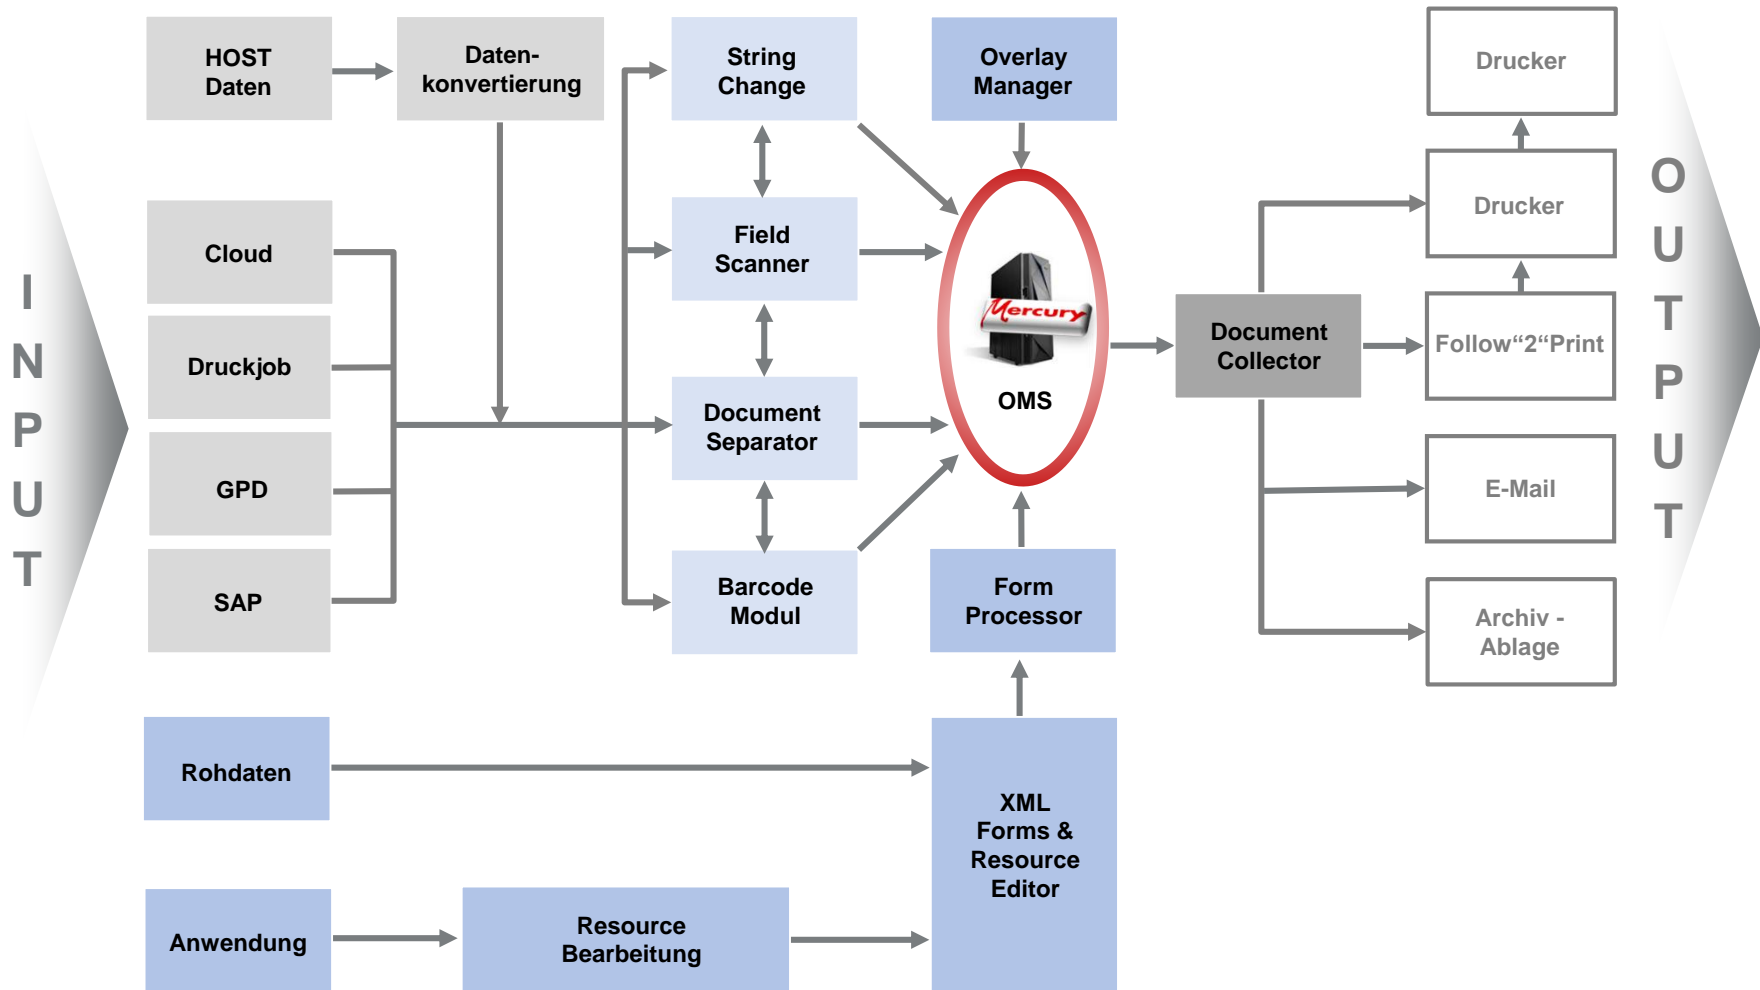 INPUT
HOST
Daten
Daten-
konvertierung
Cloud
Druckjob
GPD
SAP
Rohdaten
Anwendung
Resource
Bearbeitung
String
Change
Field
Scanner
Document
Separator
Barcode
Modul
Overlay
Manager
Mercury
OMS
Form
Processor
XML
Forms &
Resource
Editor
Document
Collector
Drucker
Drucker
Follow“2“Print
E-Mail
Archiv -
Ablage
OUTPUT